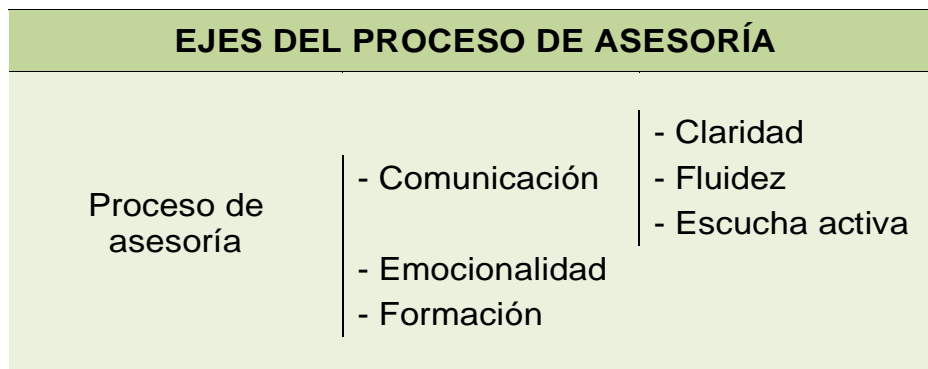 EJES DEL PROCESO DE ASESORÍA
Proceso de
asesoría
- Comunicación
- Emocionalidad
- Formación
- Claridad
- Fluidez
- Escucha activa